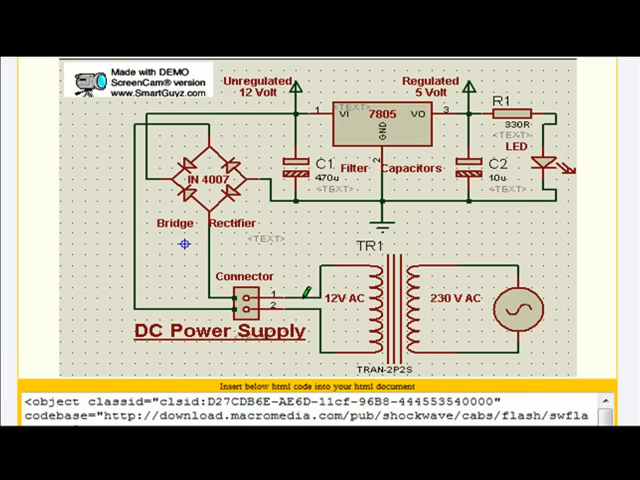 Made with DEMO
ScreenCam® version
www.SmartGuyz.com
Unregulated
12 Volt
Regulated
5 Volt
1
VI
<TEXT>
7805
VO
3
GND
2
R1
330R
<TEXT>
LED
C1
470u
<TEXT>
Filter Capacitors
C2
10u
<TEXT>
IN 4007
Bridge Rectifier
<TEXT>
TR1
Connector
1
2
12V AC
230 V AC
DC Power Supply
TRAN-2P2S
Insert below html code into your html document
<object classid="clsid:D27CDB6E-AE6D-11cf-96B8-444553540000"
codebase="http://download.macromedia.com/pub/shockwave/cabs/flash/swfla